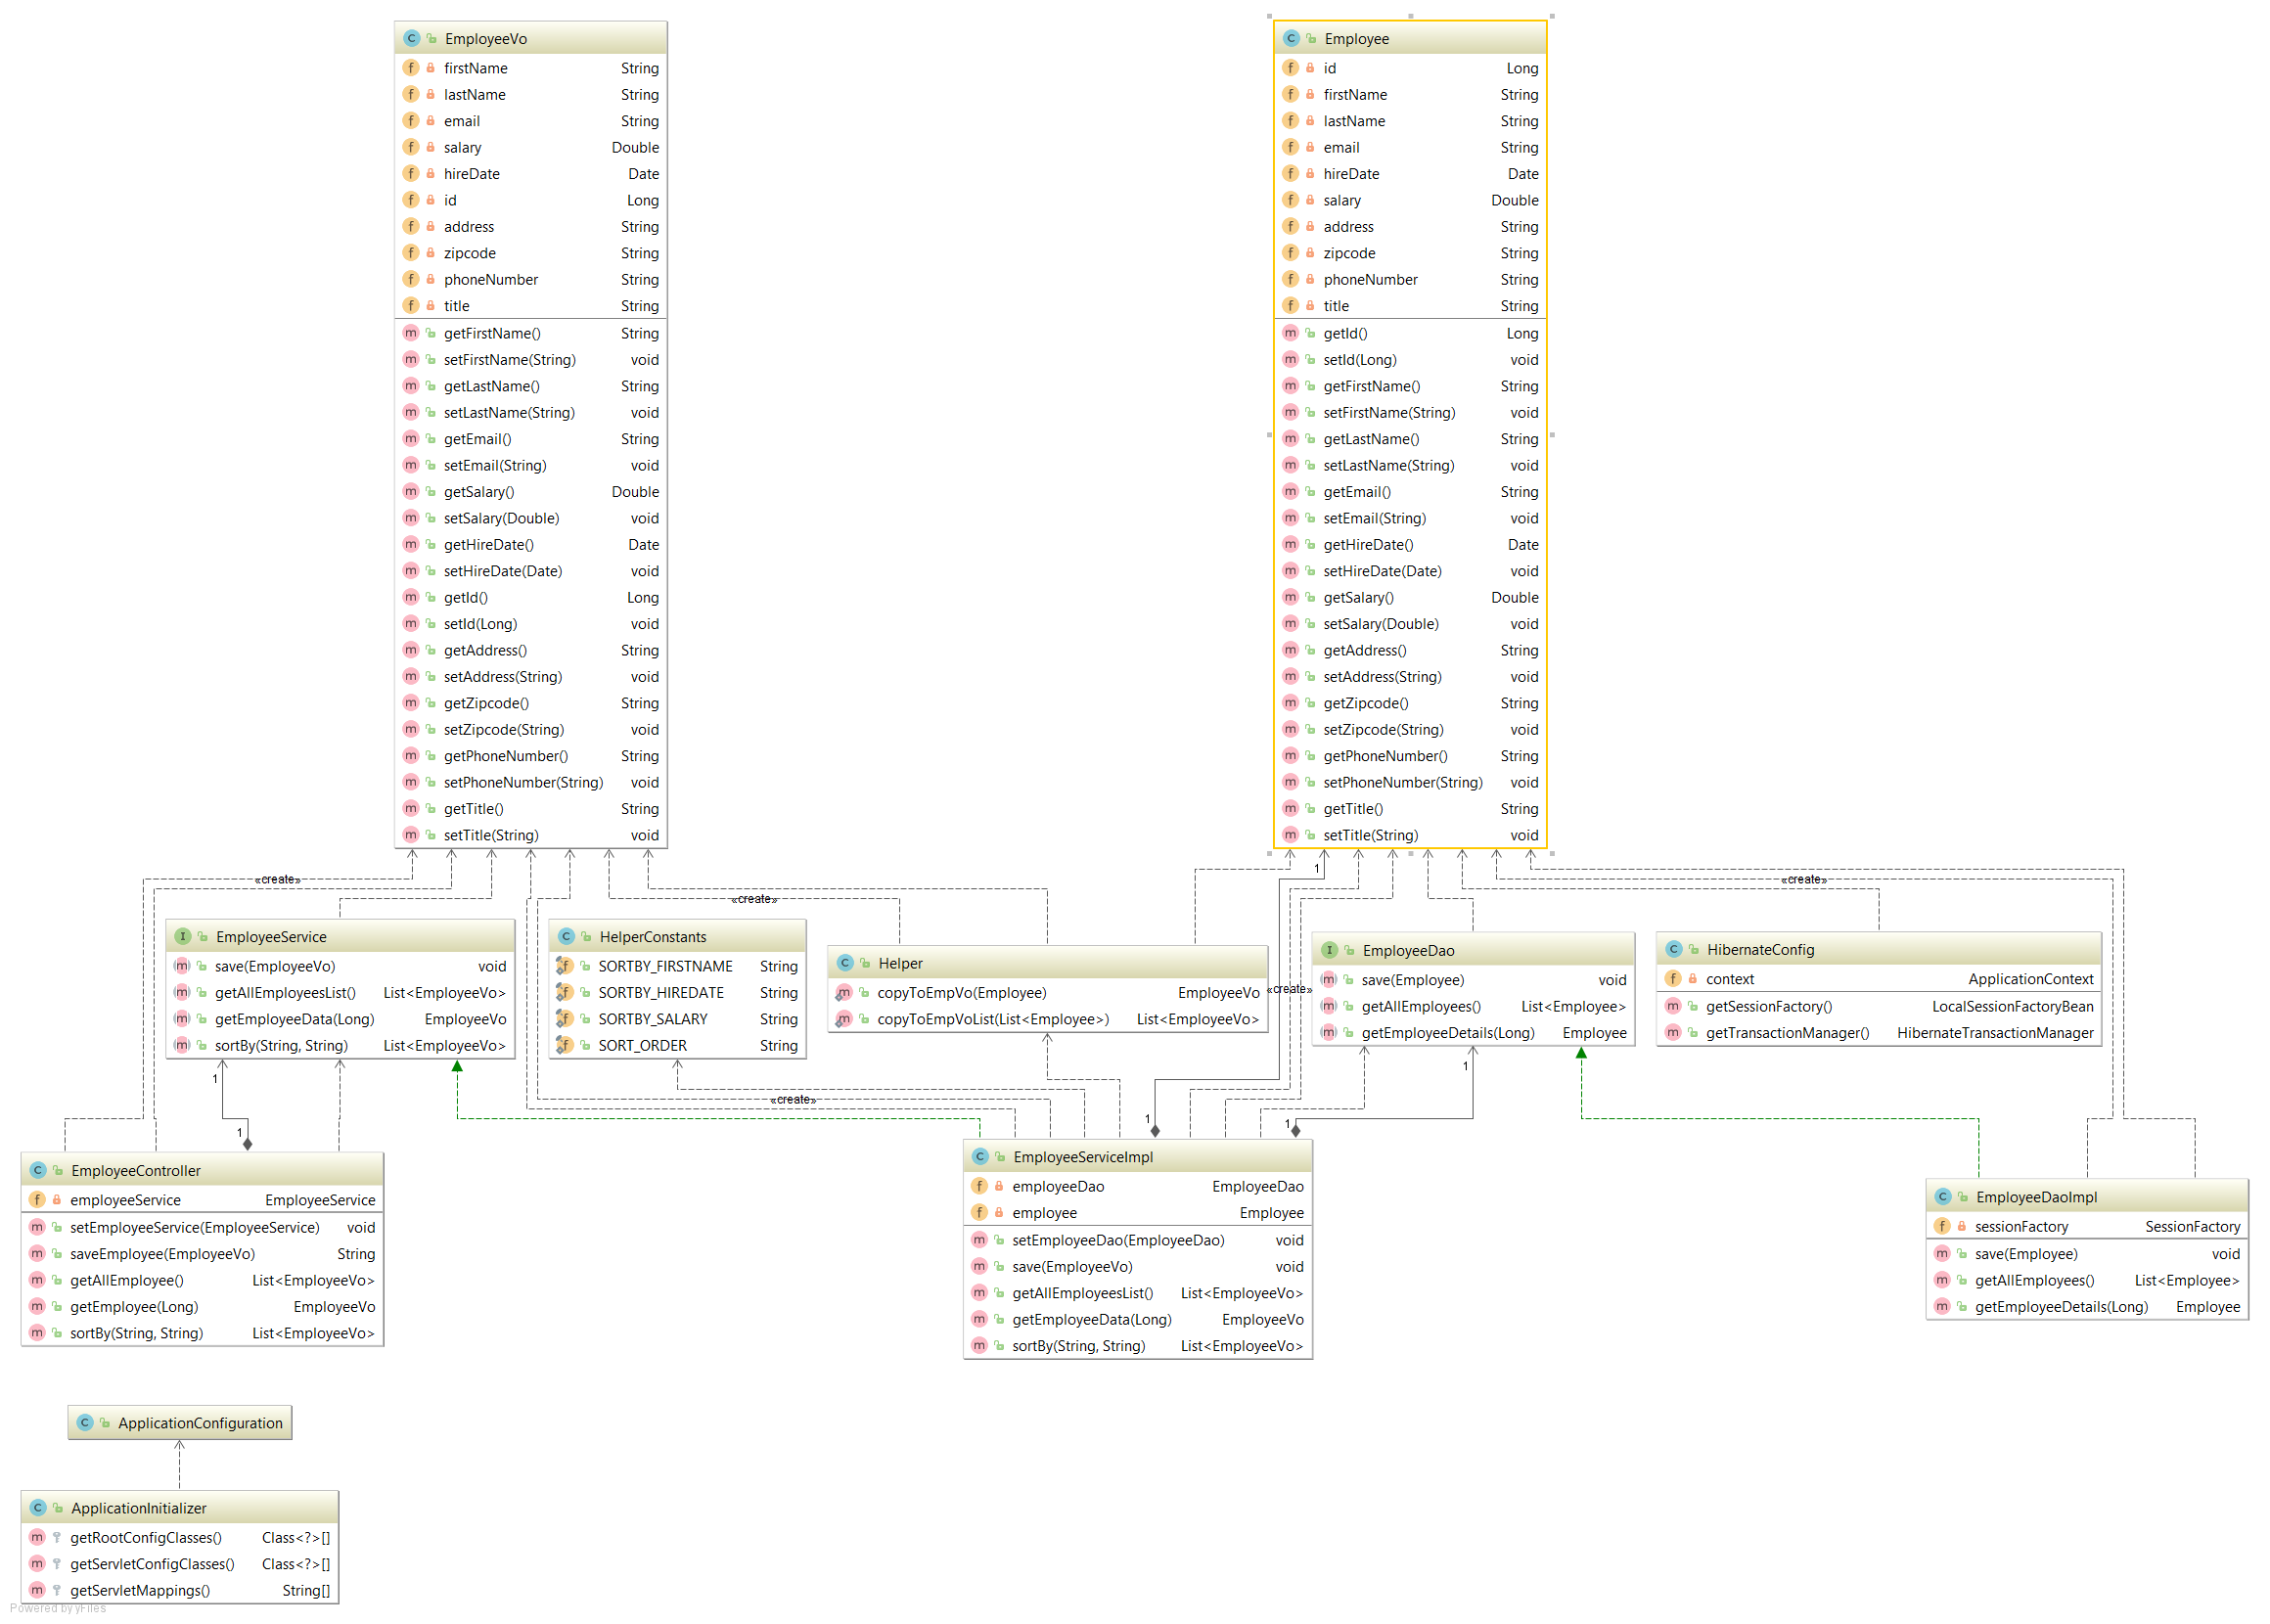 EmployeeVo
firstName String
lastName String
email String
salary Double
hireDate Date
id Long
address String
zipcode String
phoneNumber String
title String
getFirstName() String
setFirstName(String) void
getLastName() String
setLastName(String) void
getEmail() String
setEmail(String) void
getSalary() Double
setSalary(Double) void
getHireDate() Date
setHireDate(Date) void
getId() Long
setId(Long) void
getAddress() String
setAddress(String) void
getZipcode() String
setZipcode(String) void
getPhoneNumber() String
setPhoneNumber(String) void
getTitle() String
setTitle(String) void
Employee
id Long
firstName String
lastName String
email String
hireDate Date
salary Double
address String
zipcode String
phoneNumber String
title String
getId() Long
setId(Long) void
getFirstName() String
setFirstName(String) void
getLastName() String
setLastName(String) void
getEmail() String
setEmail(String) void
getHireDate() Date
setHireDate(Date) void
getSalary() Double
setSalary(Double) void
getAddress() String
setAddress(String) void
getZipcode() String
setZipcode(String) void
getPhoneNumber() String
setPhoneNumber(String) void
getTitle() String
setTitle(String) void
«create»
«create»
1
«create»
EmployeeService
save(EmployeeVo) void
getAllEmployeesList() List<EmployeeVo>
getEmployeeData(Long) EmployeeVo
sortBy(String, String) List<EmployeeVo>
HelperConstants
SORTBY_FIRSTNAME String
SORTBY_HIREDATE String
SORTBY_SALARY String
SORT_ORDER String
Helper
copyToEmpVo(Employee) EmployeeVo
copyToEmpVoList(List<Employee>) List<EmployeeVo>
«create»
EmployeeDao
save(Employee) void
getAllEmployees() List<Employee>
getEmployeeDetails(Long) Employee
HibernateConfig
context ApplicationContext
getSessionFactory() LocalSessionFactoryBean
getTransactionManager() HibernateTransactionManager
1
1
«create»
1
1
1
EmployeeController
employeeService EmployeeService
setEmployeeService(EmployeeService) void
saveEmployee(EmployeeVo) String
getAllEmployee() List<EmployeeVo>
getEmployee(Long) EmployeeVo
sortBy(String, String) List<EmployeeVo>
EmployeeServiceImpl
employeeDao EmployeeDao
employee Employee
setEmployeeDao(EmployeeDao) void
save(EmployeeVo) void
getAllEmployeesList() List<EmployeeVo>
getEmployeeData(Long) EmployeeVo
sortBy(String, String) List<EmployeeVo>
EmployeeDaoImpl
sessionFactory SessionFactory
save(Employee) void
getAllEmployees() List<Employee>
getEmployeeDetails(Long) Employee
ApplicationConfiguration
ApplicationInitializer
getRootConfigClasses() Class<?>[]
getServletConfigClasses() Class<?>[]
getServletMappings() String[]
Powered by yFiles